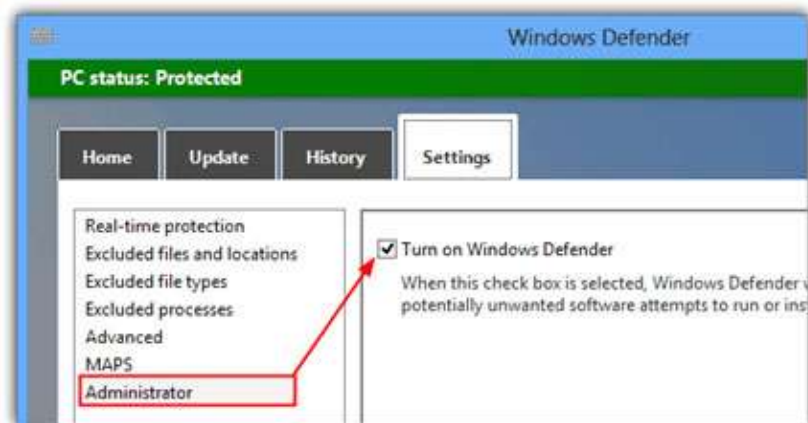 Windows Defender
PC status: Protected
Home Update History Settings
Real-time protection
Excluded files and locations
Excluded file types
Excluded processes
Advanced
MAPS
Administrator
Turn on Windows Defender
When this check box is selected, Windows Defender
potentially unwanted software attempts to run or